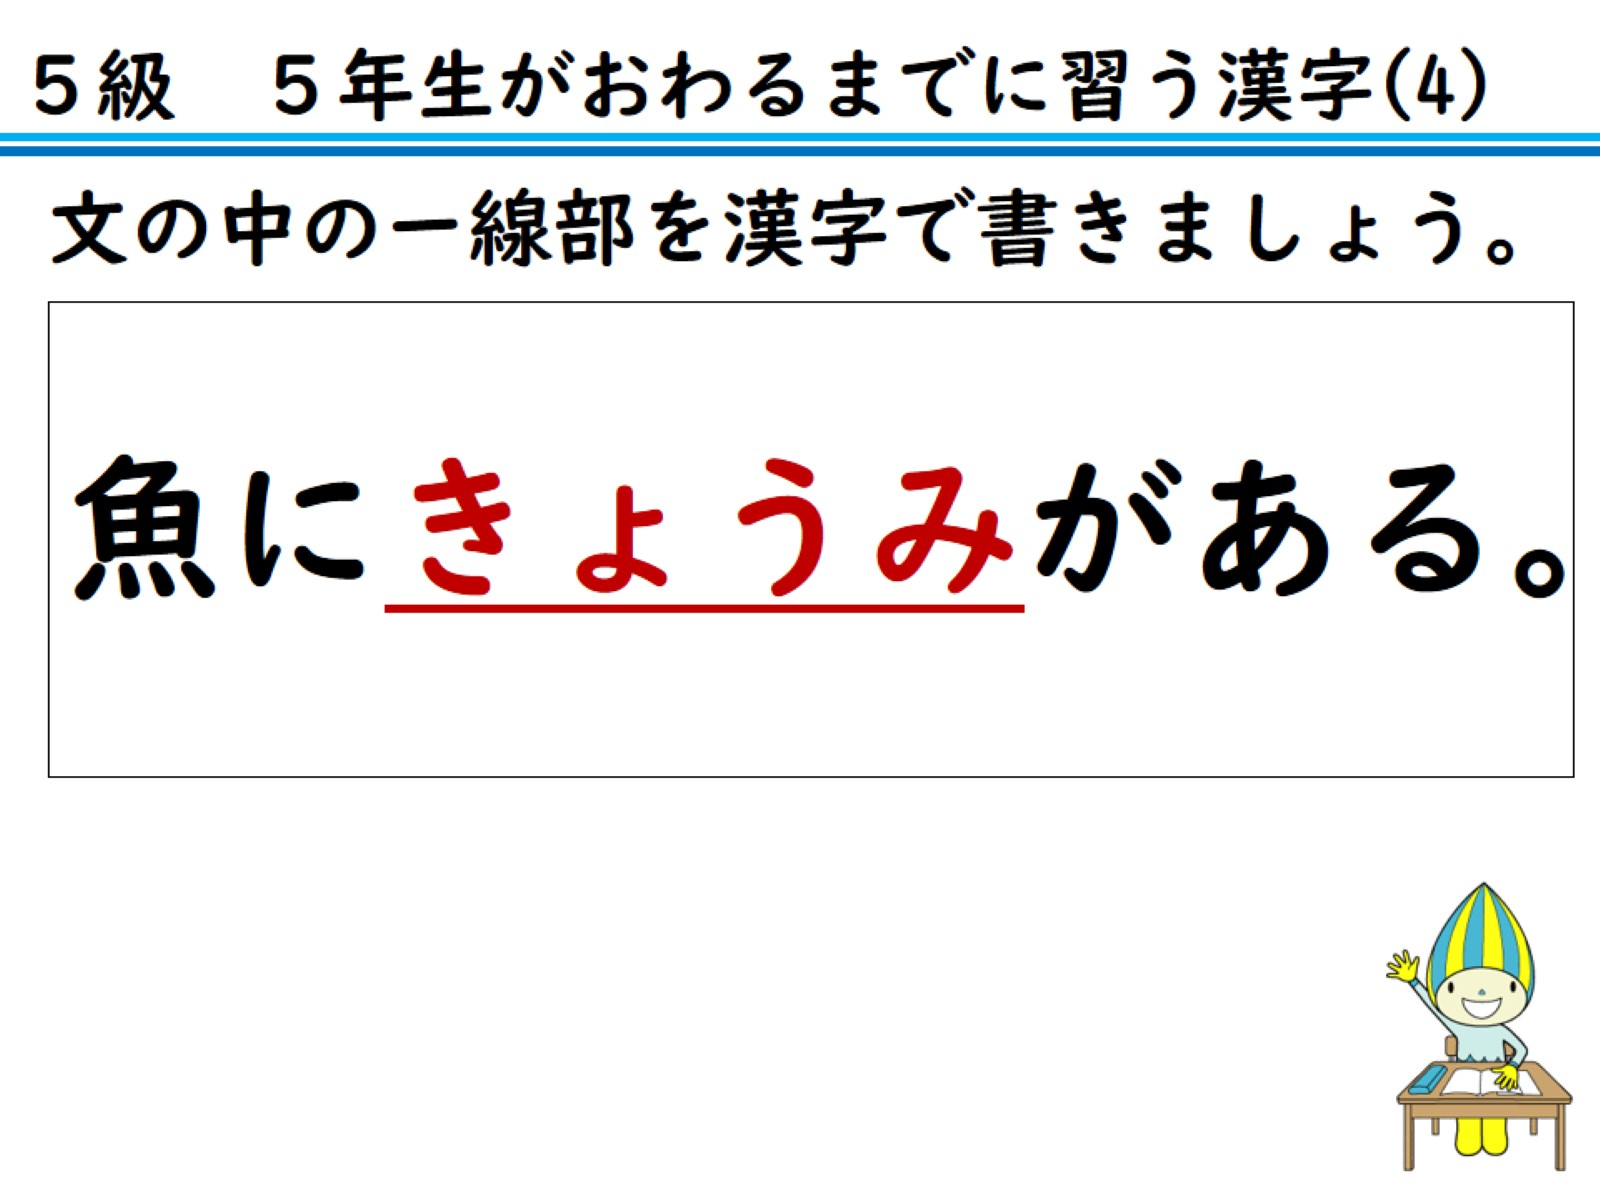 ５級　５年生がおわるまでに習う漢字(4)
文の中の一線部を漢字で書きましょう。
魚にきょうみがある。